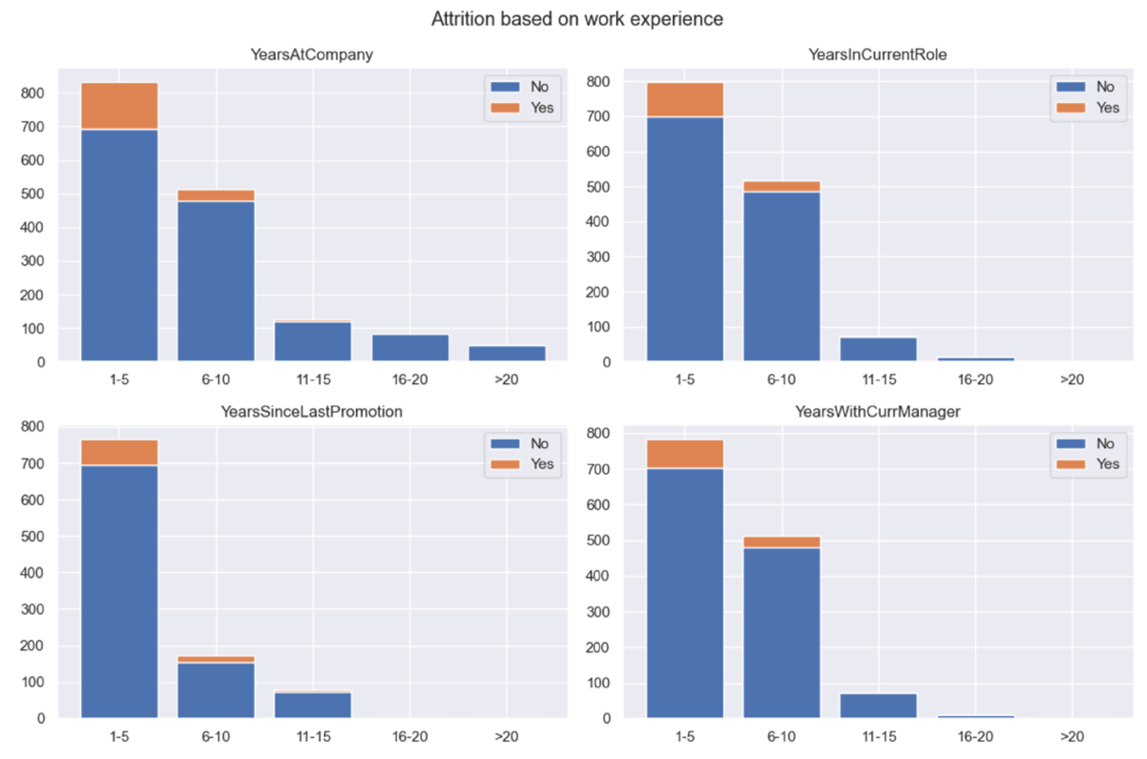 Attrition based on work experience
YearsAtCompany
800
700
600
500
400
300
200
100
0
1-5 6-10 11-15 16-20 >20
No
Yes
YearsInCurrentRole
800
700
600
500
400
300
200
100
0
1-5 6-10 11-15 16-20 >20
No
Yes
YearsSinceLastPromotion
800
700
600
500
400
300
200
100
0
1-5 6-10 11-15 16-20 >20
No
Yes
YearsWithCurrManager
800
700
600
500
400
300
200
100
0
1-5 6-10 11-15 16-20 >20
No
Yes